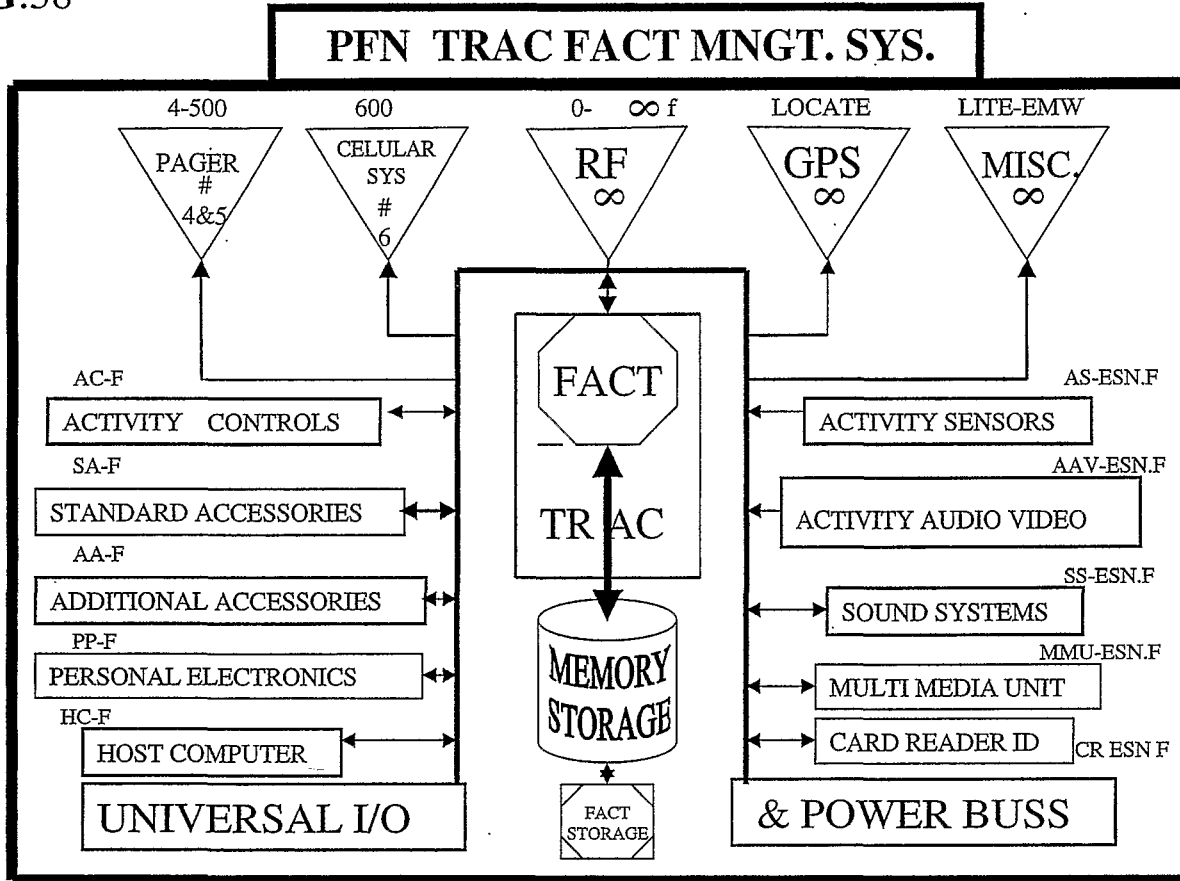 PFN TRAC FACT MNGT. SYS.
4-500
600
0- ∞ f
LOCATE
LITE-EMW
PAGER
#
4&5
CELULAR
SYS
#
6
RF
∞
GPS
∞
MISC.
∞
FACT
TRAC
MEMORY
STORAGE
FACT
STORAGE
AC-F
ACTIVITY CONTROLS
SA-F
STANDARD ACCESSORIES
AA-F
ADDITIONAL ACCESSORIES
PP-F
PERSONAL ELECTRONICS
HC-F
HOST COMPUTER
UNIVERSAL I/O
AS-ESN.F
ACTIVITY SENSORS
AAV-ESN.F
ACTIVITY AUDIO VIDEO
SS-ESN.F
SOUND SYSTEMS
MMU-ESN.F
MULTI MEDIA UNIT
CARD READER ID
CR ESN F
& POWER BUSS